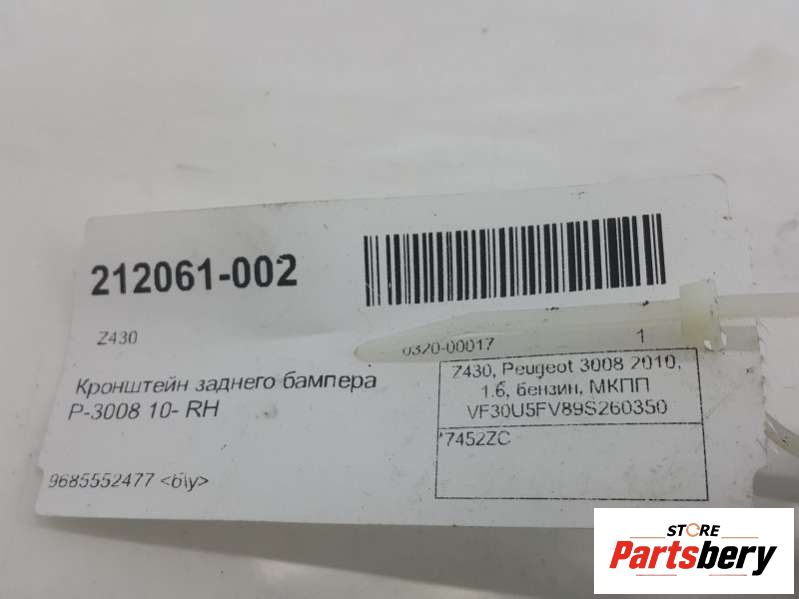 212061-002
Z430
0320-00017 1
Кронштейн заднего бампера
P-3008 10- RH
Z430, Peugeot 3008 2010,
1.6, бензин, МКПП
VF30U5FV89S260350
*7452ZC
9685552477 <б\у>
STORE
Partsbery